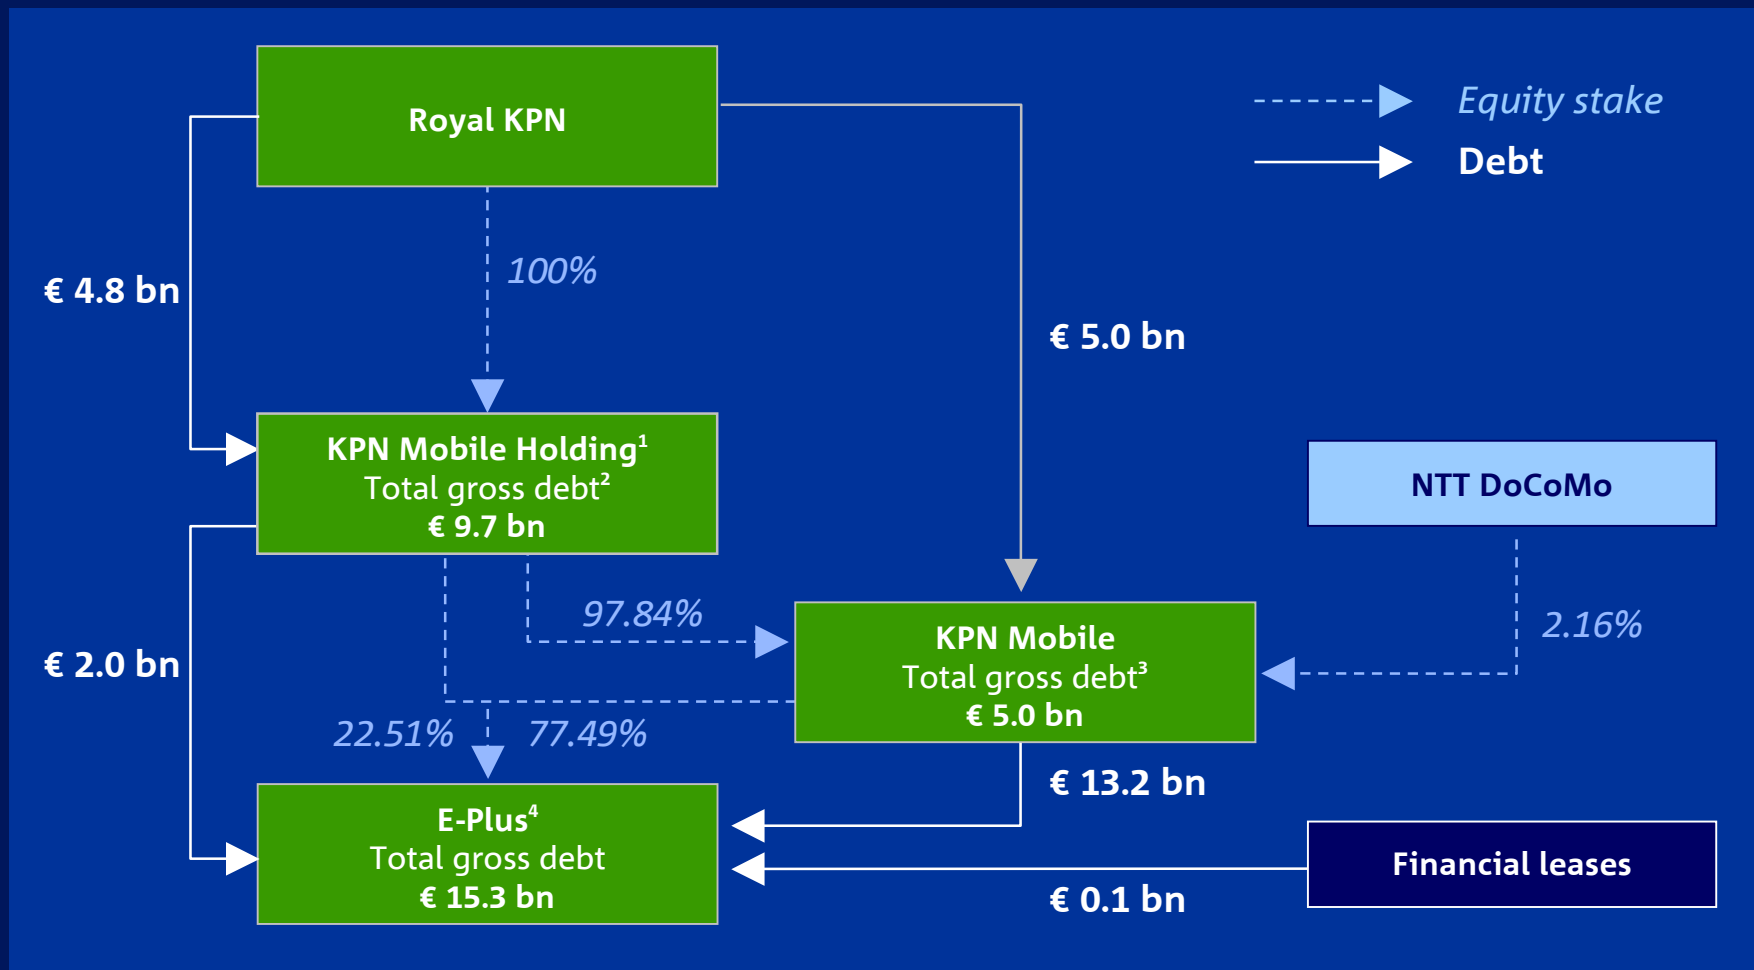 Royal KPN
Equity stake
Debt
100%
€ 4.8 bn
€ 5.0 bn
KPN Mobile Holding¹
Total gross debt²
€ 9.7 bn
NTT DoCoMo
97.84%
2.16%
KPN Mobile
Total gross debt³
€ 5.0 bn
€ 2.0 bn
22.51%
77.49%
€ 13.2 bn
E-Plus⁴
Total gross debt
€ 15.3 bn
Financial leases
€ 0.1 bn